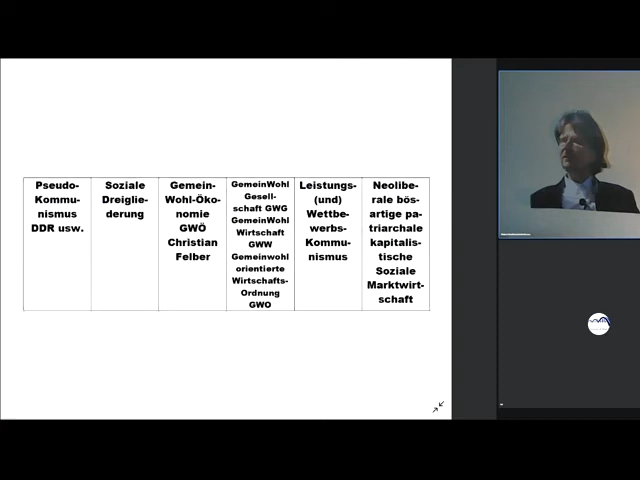 Pseudo-
Kommu-
nismus
DDR usw.
Soziale
Dreiglie-
derung
Gemein-
Wohl-Öko-
nomie
GWÖ
Christian
Felber
GemeinWohl
Gesell-
schaft GWG
GemeinWohl
Wirtschaft
GWW
Gemeinwohl
orientierte
Wirtschafts-
Ordnung
GWO
Leistungs-
(und)
Wettbe-
werbs-
Kommu-
nismus
Neolibe-
rale bös-
artige pa-
triarchale
kapitalis-
tische
Soziale
Marktwirt-
schaft